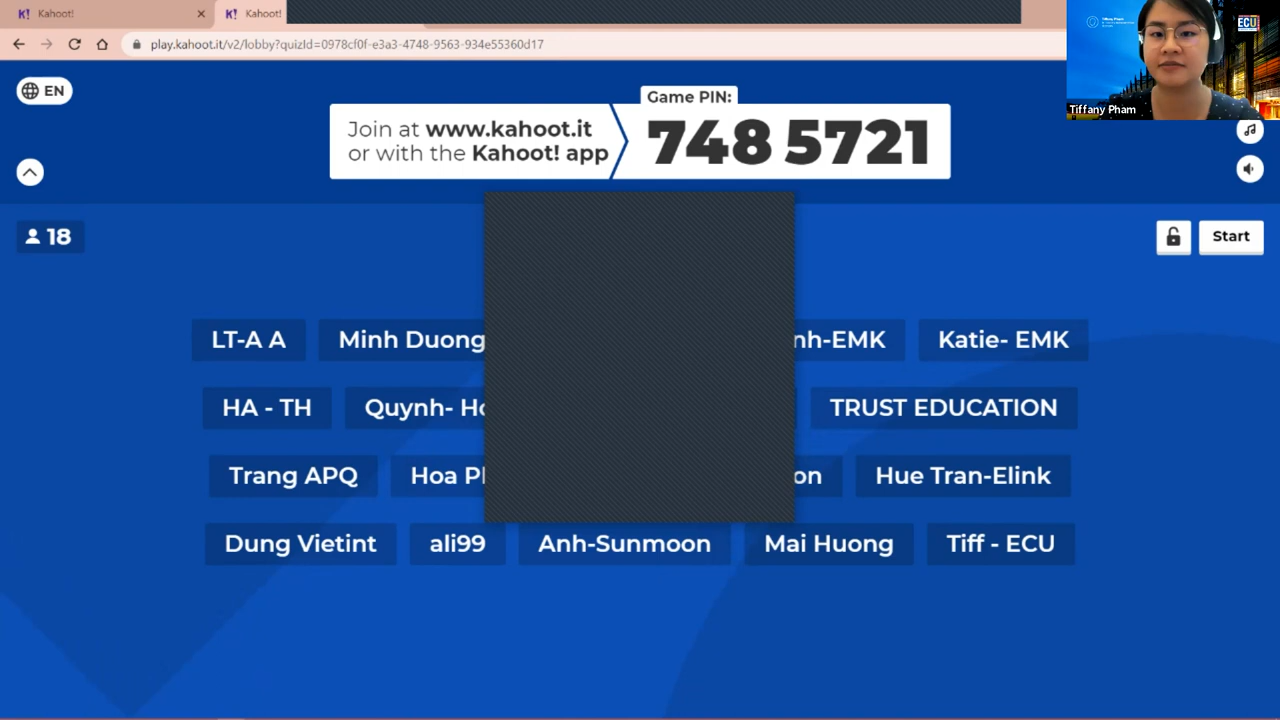 Kahoot!
Kahoot!
play.kahoot.it/v2/lobby?quizId=0978cf0f-e3a3-4748-9563-934e55360d17
ECU
Tiffany Pham
EN
Game PIN:
Join at www.kahoot.it
or with the Kahoot! app
748 5721
18
Start
LT-A A Minh Duong nh-EMK Katie- EMK
HA - TH Quynh- TRUST EDUCATION
Trang APQ Hoa on Hue Tran-Elink
Dung Vietint ali99 Anh-Sunmoon Mai Huong Tiff - ECU